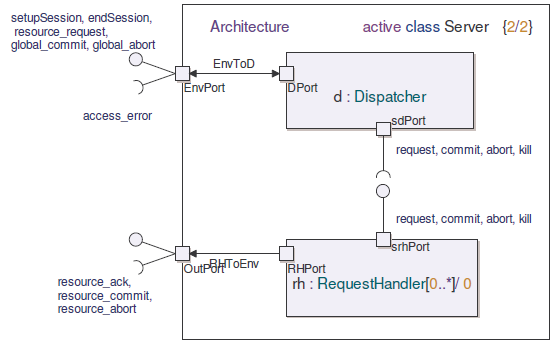 setupSession, endSession,
resource_request,
global_commit, global_abort
Architecture
active class Server {2/2}
EnvToD
EnvPort
DPort
d : Dispatcher
access_error
sdPort
request, commit, abort, kill
request, commit, abort, kill
srhPort
RHToEnv
OutPort
RHPort
rh : RequestHandler[0..*]/ 0
resource_ack,
resource_commit,
resource_abort